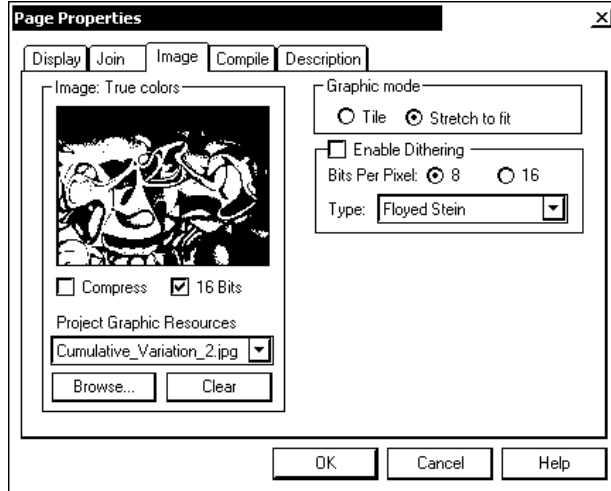 Page Properties
Display Join Image Compile Description
Image: True colors
Compress 16 Bits
Project Graphic Resources
Cumulative_Variation_2.jpg
Browse... Clear
Graphic mode
Tile Stretch to fit
Enable Dithering
Bits Per Pixel: 8 16
Type: Floyed Stein
OK Cancel Help